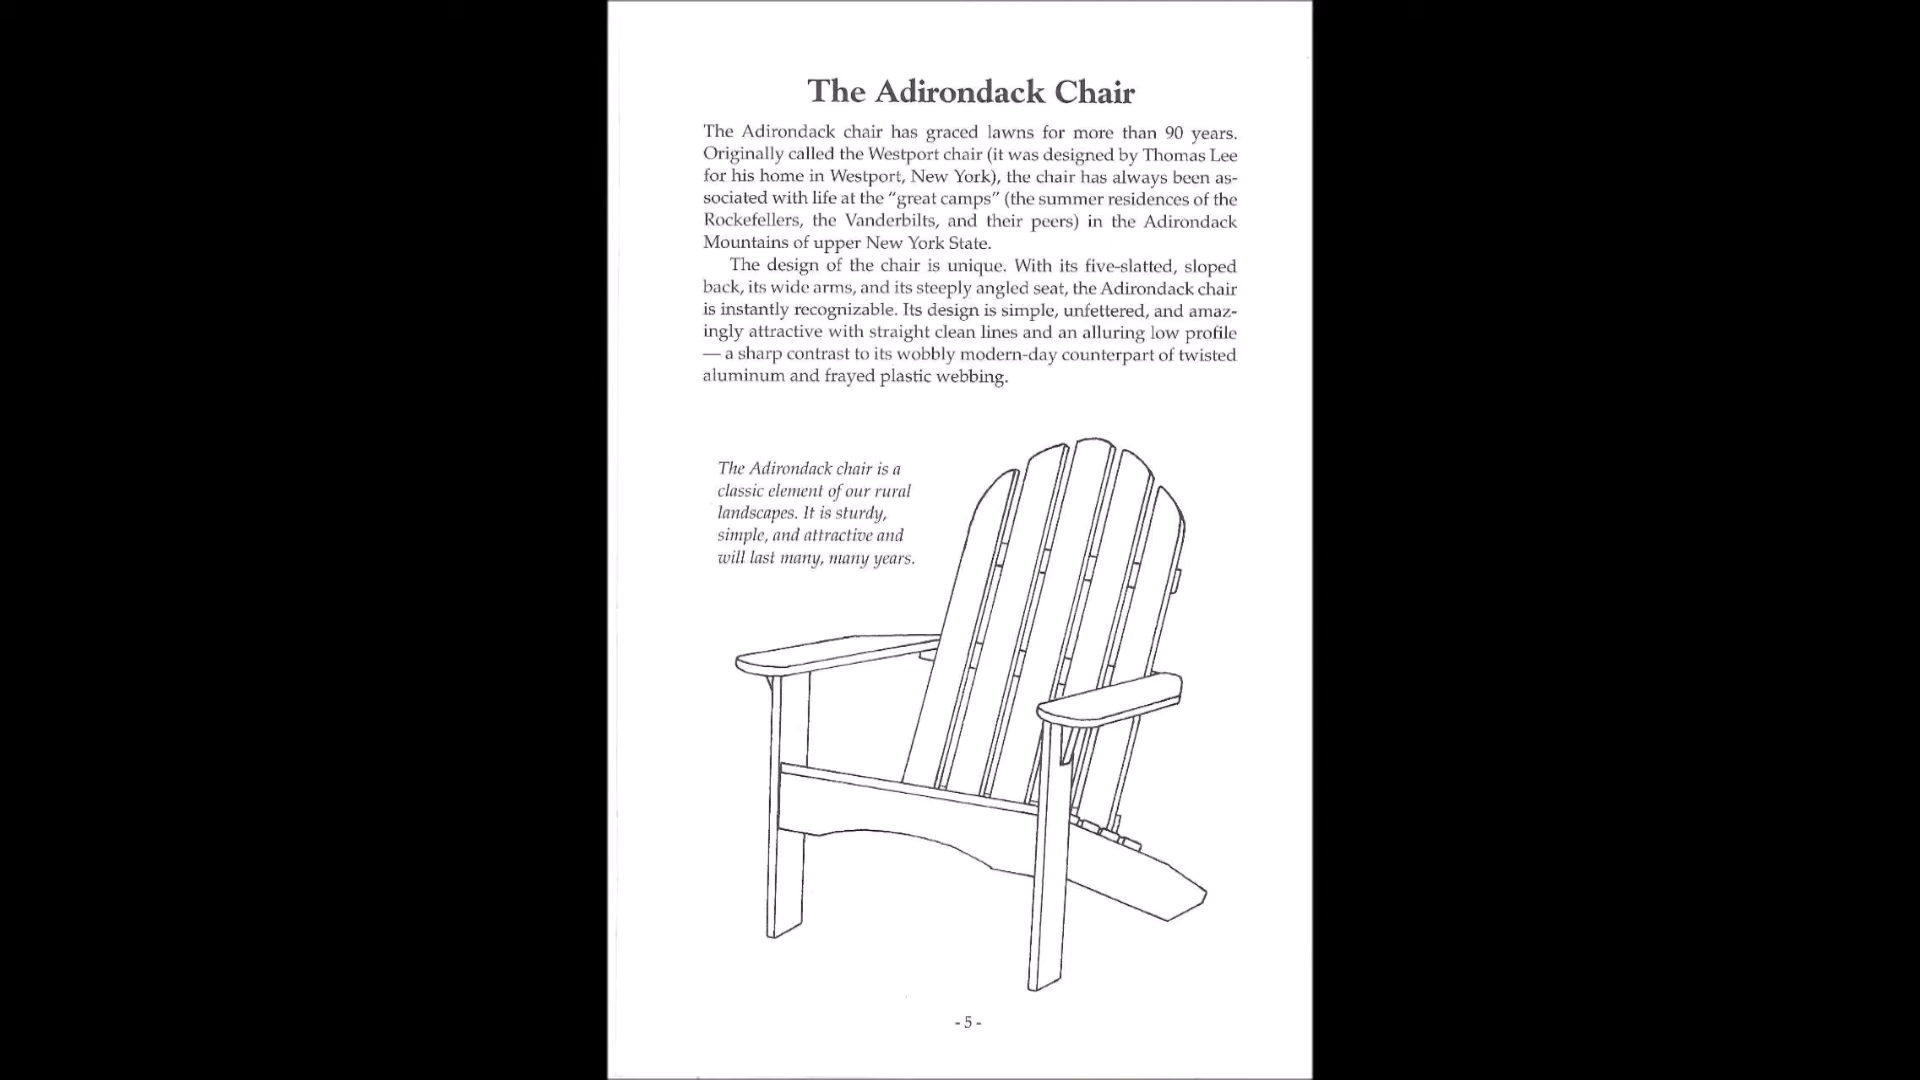 The Adirondack Chair
The Adirondack chair has graced lawns for more than 90 years.
Originally called the Westport chair (it was designed by Thomas Lee
for his home in Westport, New York), the chair has always been as-
sociated with life at the “great camps” (the summer residences of the
Rockefellers, the Vanderbilts, and their peers) in the Adirondack
Mountains of upper New York State.
The design of the chair is unique. With its five-slatted, sloped
back, its wide arms, and its steeply angled seat, the Adirondack chair
is instantly recognizable. Its design is simple, unfettered, and amaz-
ingly attractive with straight clean lines and an alluring low profile
— a sharp contrast to its wobbly modern-day counterpart of twisted
aluminum and frayed plastic webbing.
The Adirondack chair is a
classic element of our rural
landscapes. It is sturdy,
simple, and attractive and
will last many, many years.
- 5 -